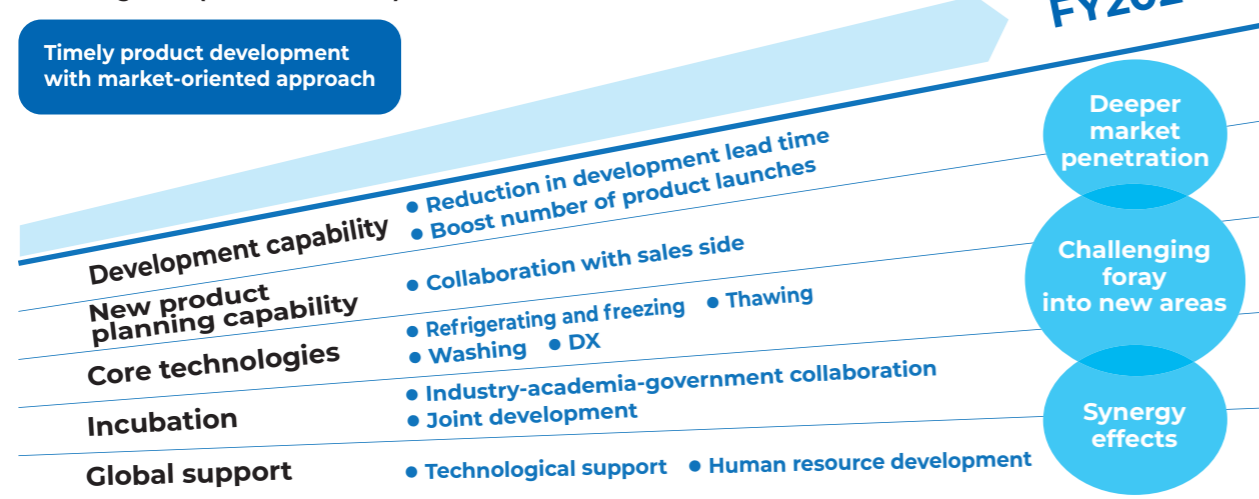 Timely product development
with market-oriented approach
Development capability
● Reduction in development lead time
● Boost number of product launches
New product
planning capability
● Collaboration with sales side
Core technologies
● Refrigerating and freezing ● Thawing
● Washing ● DX
Incubation
● Industry-academia-government collaboration
● Joint development
Global support
● Technological support ● Human resource development
Deeper
market
penetration
Challenging
foray
into new areas
Synergy
effects